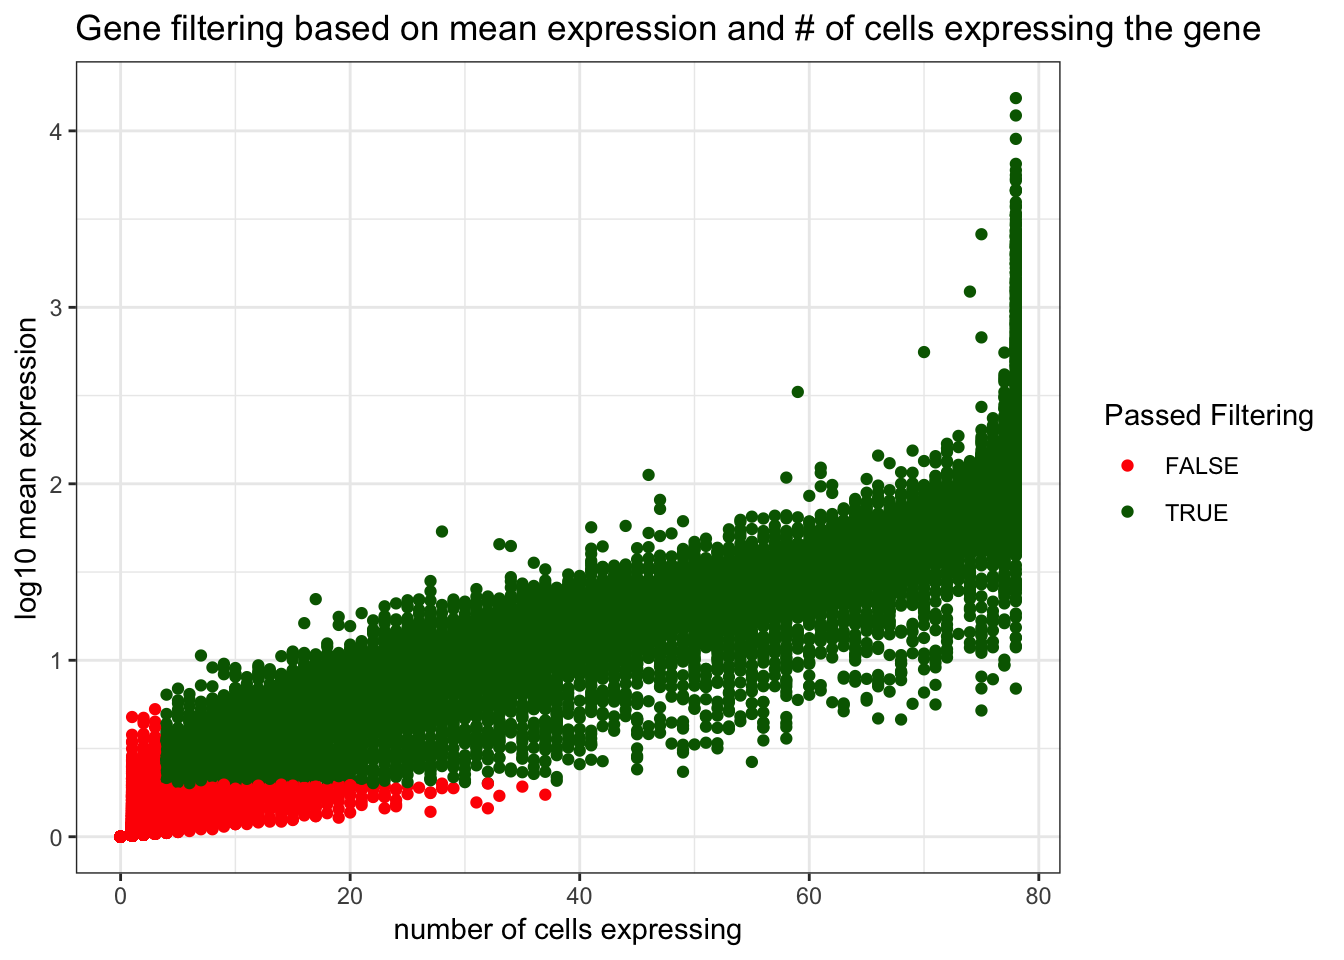 Gene filtering based on mean expression and # of cells expressing the gene
4
3
2
1
0
log10 mean expression
0 20 40 60 80
number of cells expressing
Passed Filtering
FALSE
TRUE